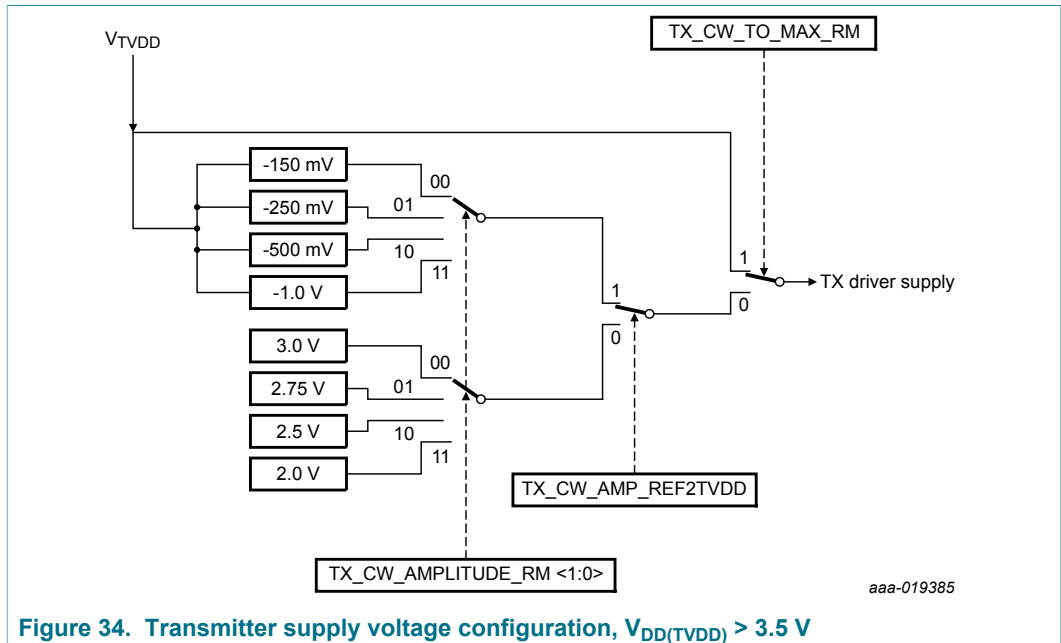 TX_CW_TO_MAX_RM
VTVDD
-150 mV
00
-250 mV
01
-500 mV
10
11
-1.0 V
1
TX driver supply
0
1
0
3.0 V
00
2.75 V
01
2.5 V
10
11
2.0 V
TX_CW_AMP_REF2TVDD
TX_CW_AMPLITUDE_RM <1:0>
aaa-019385
Figure 34. Transmitter supply voltage configuration, VDD(TVDD) > 3.5 V